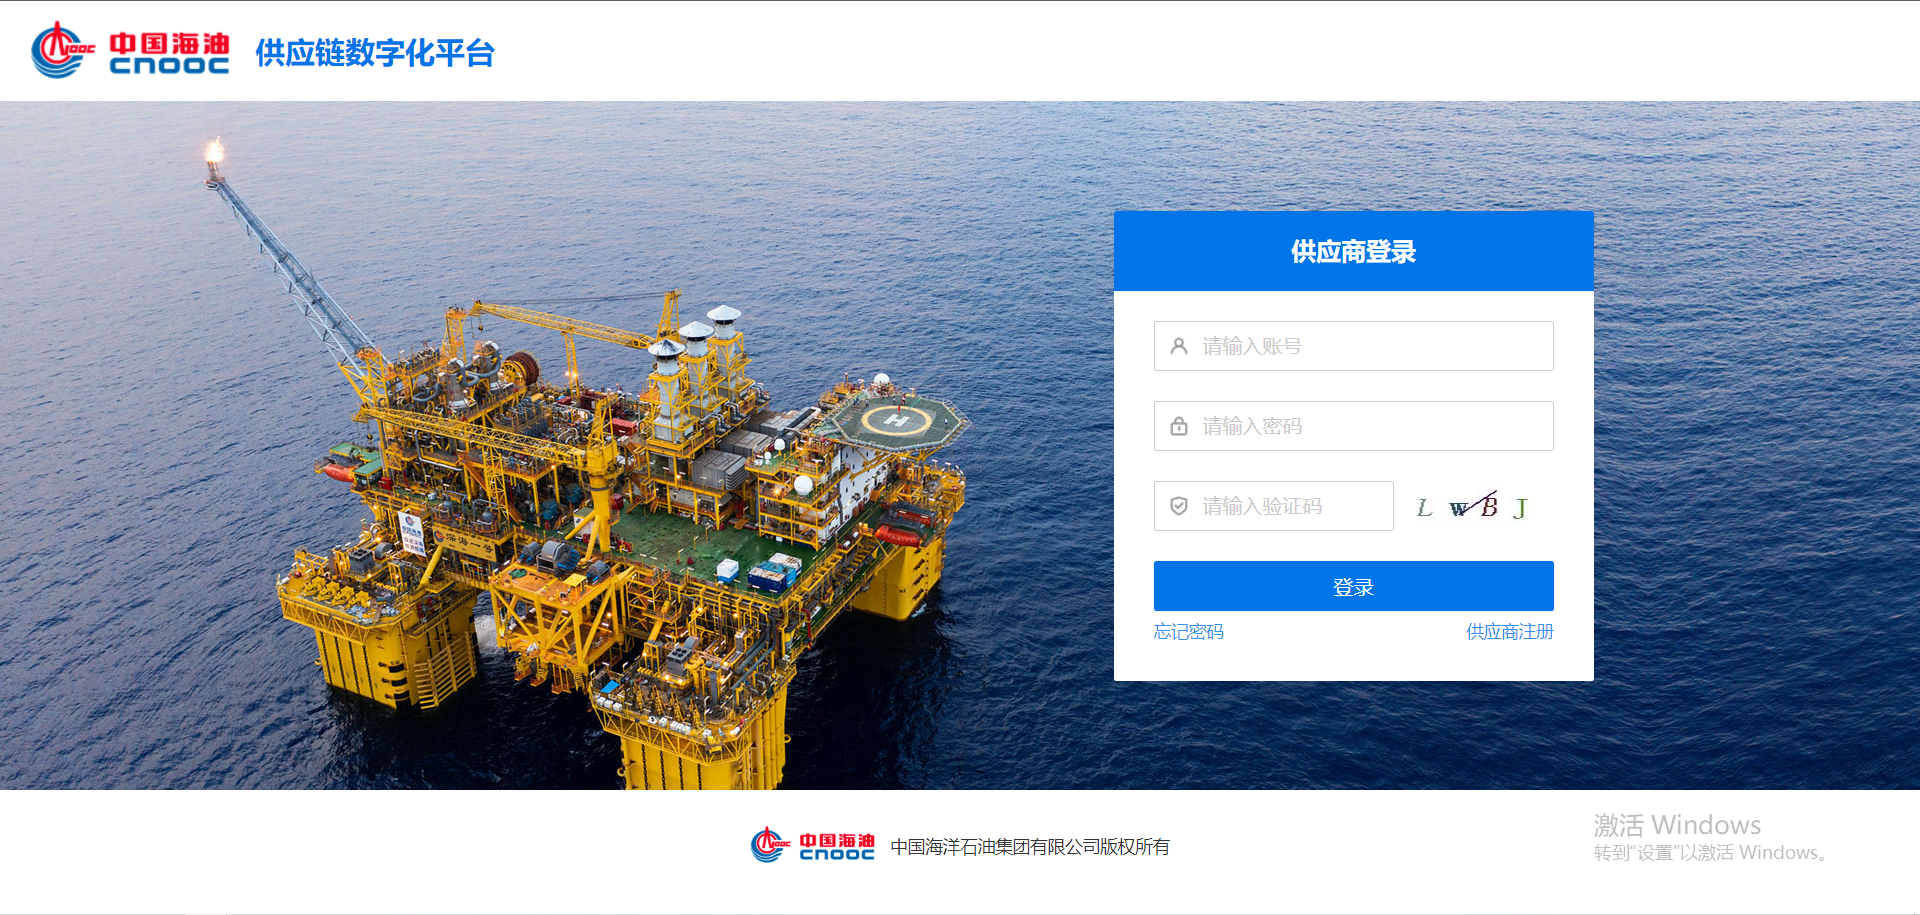 中国海油
CNOOC
供应链数字化平台
供应商登录
请输入账号
请输入密码
请输入验证码
L w B J
登录
忘记密码
供应商注册
H
深海一号
中国海油
CNOOC
中国海洋石油集团有限公司版权所有
激活 Windows
转到"设置"以激活 Windows。